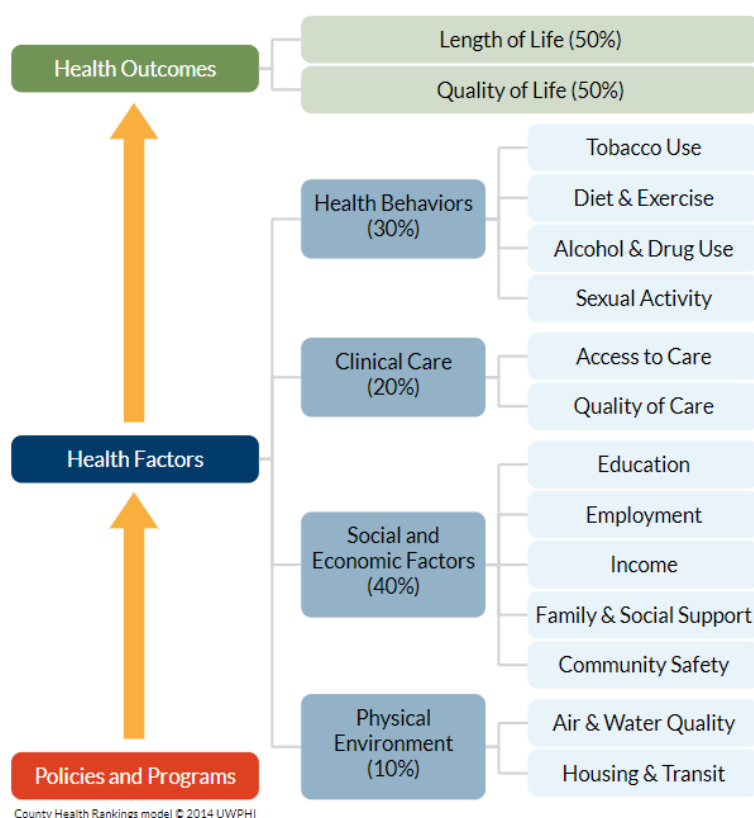 Health Outcomes
Length of Life (50%)
Quality of Life (50%)
Health Behaviors
(30%)
Tobacco Use
Diet & Exercise
Alcohol & Drug Use
Sexual Activity
Clinical Care
(20%)
Access to Care
Quality of Care
Health Factors
Social and
Economic Factors
(40%)
Education
Employment
Income
Family & Social Support
Community Safety
Physical
Environment
(10%)
Air & Water Quality
Housing & Transit
Policies and Programs
County Health Rankings model © 2014 UWPHI